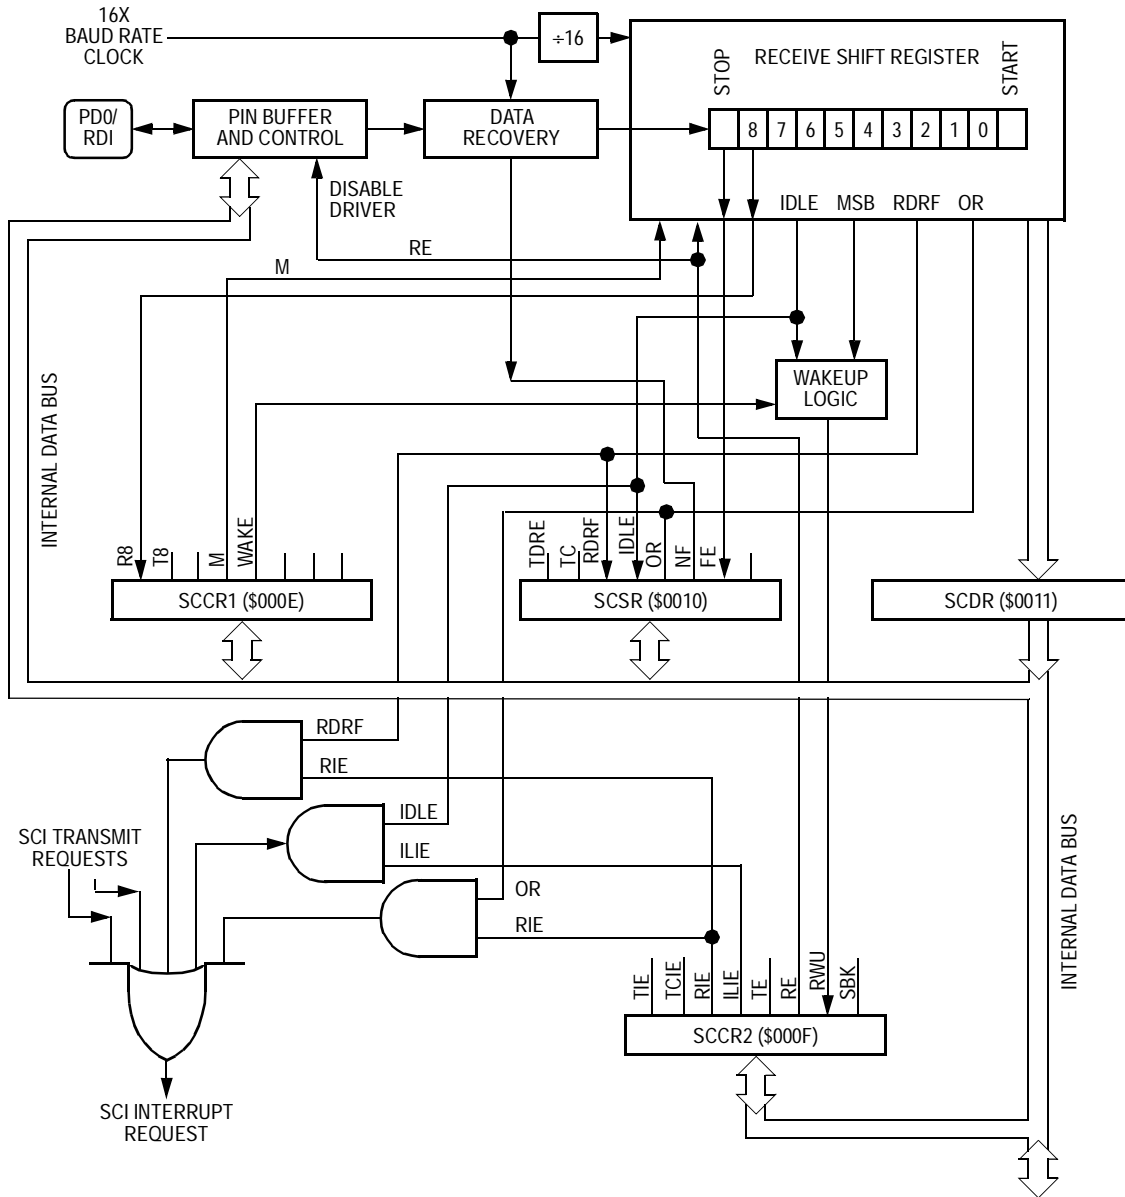 16X
BAUD RATE
CLOCK
÷16
RECEIVE SHIFT REGISTER
STOP
START
8 7 6 5 4 3 2 1 0
PD0/
RDI
PIN BUFFER
AND CONTROL
DATA
RECOVERY
DISABLE
DRIVER
IDLE
MSB
RDRF
OR
RE
M
WAKEUP
LOGIC
INTERNAL DATA BUS
R8
T8
M
WAKE
SCCR1 ($000E)
TDRE
TC
RDRF
IDLE
OR
NF
FE
SCSR ($0010)
SCDR ($0011)
RDRF
RIE
IDLE
ILIE
OR
RIE
SCI TRANSMIT
REQUESTS
INTERNAL DATA BUS
TIE
TCIE
RIE
ILIE
TE
RE
RWU
SBK
SCCR2 ($000F)
SCI INTERRUPT
REQUEST